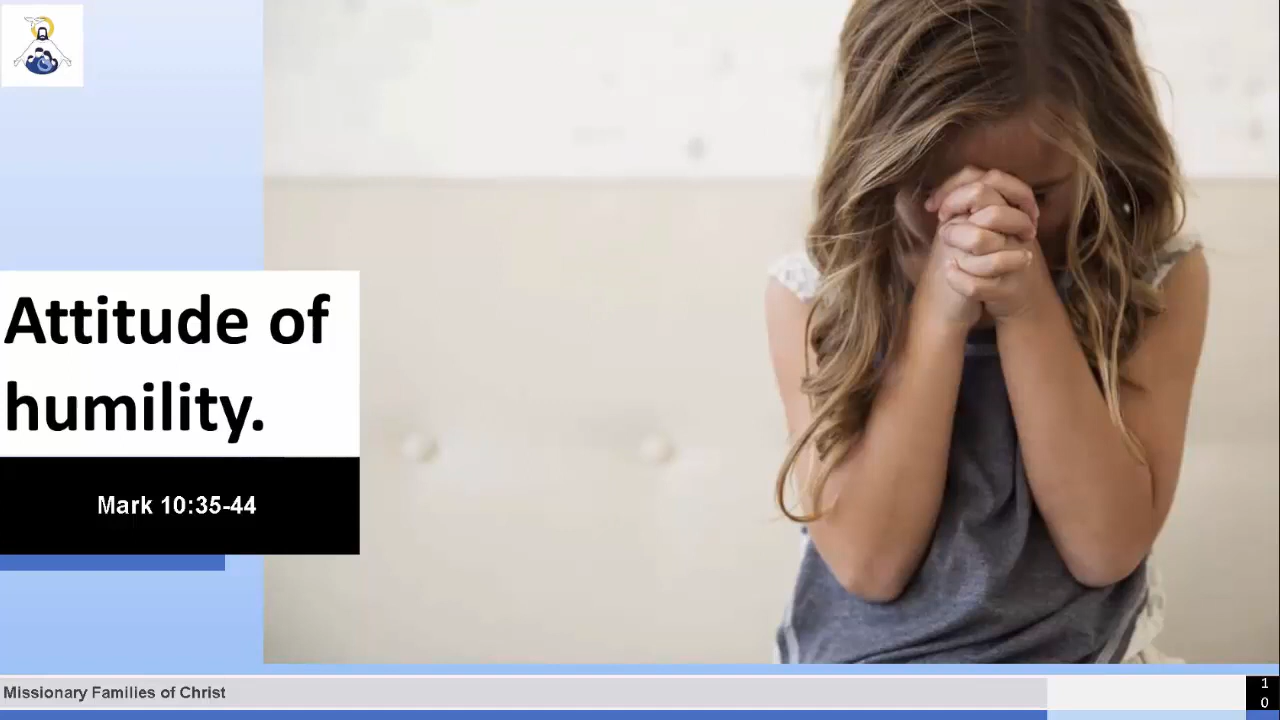 Attitude of
humility.
Mark 10:35-44
Missionary Families of Christ
1
0